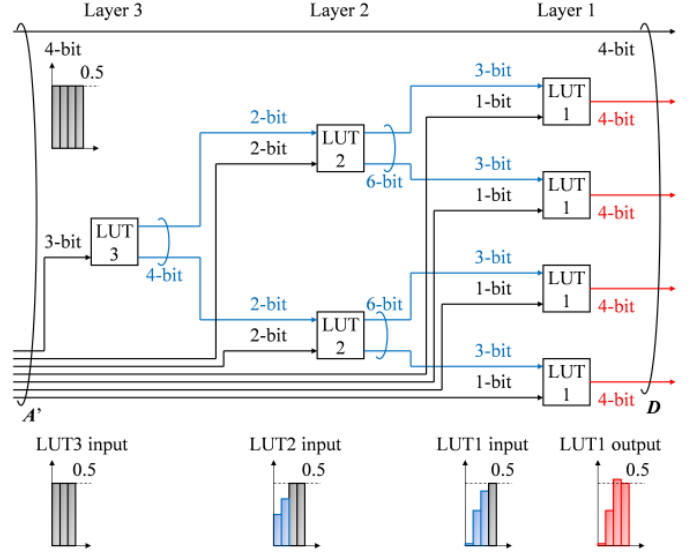 Layer 3 Layer 2 Layer 1
4-bit 4-bit
0.5
3-bit
LUT 1
1-bit
4-bit
2-bit
LUT 2
2-bit
6-bit
3-bit
LUT 1
1-bit
4-bit
3-bit
LUT 3
4-bit
3-bit
LUT 1
1-bit
4-bit
2-bit
6-bit
LUT 2
2-bit
3-bit
LUT 1
1-bit
4-bit
A' D
LUT3 input LUT2 input LUT1 input LUT1 output
0.5 0.5 0.5 0.5